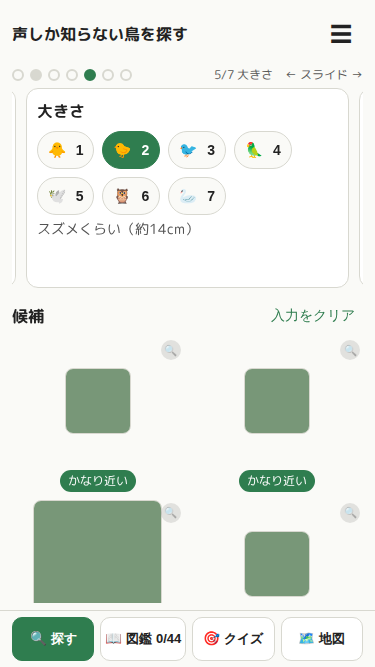 声しか知らない鳥を探す
5/7 大きさ ← スライド →
大きさ
1 2 3 4
5 6 7
スズメくらい（約14cm）
候補 入力をクリア
かなり近い かなり近い
探す 図鑑 0/44 クイズ 地図